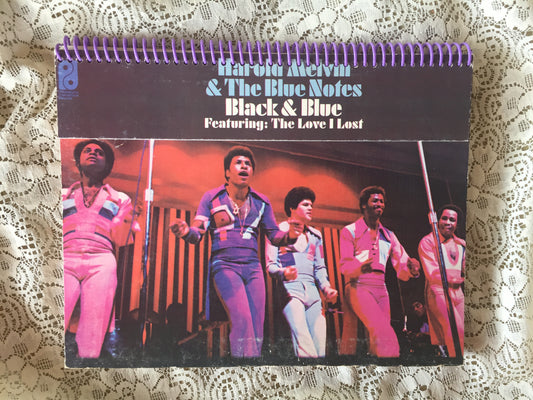 Harold Melvin
& The Blue Notes
Black & Blue
Featuring: The Love I Lost